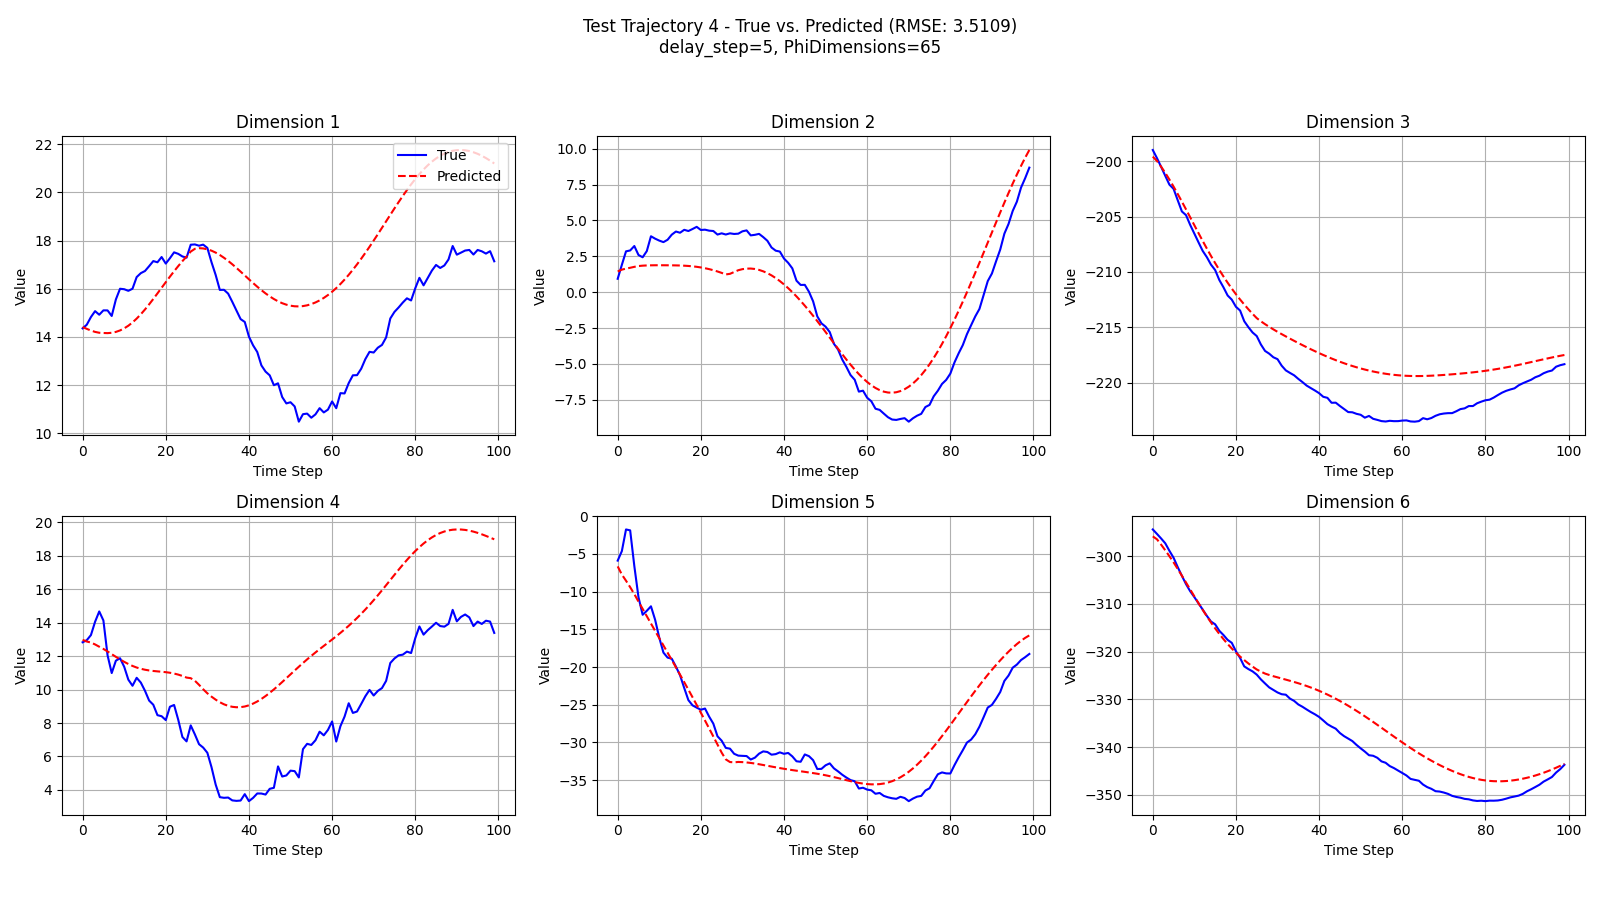 Test Trajectory 4 - True vs. Predicted (RMSE: 3.5109)
delay_step=5, PhiDimensions=65
Dimension 1
22
20
18
16
14
12
10
Value
0 20 40 60 80 100
Time Step
True
Predicted
Dimension 2
10.0
7.5
5.0
2.5
0.0
−2.5
−5.0
−7.5
Value
0 20 40 60 80 100
Time Step
Dimension 3
−200
−205
−210
−215
−220
Value
0 20 40 60 80 100
Time Step
Dimension 4
20
18
16
14
12
10
8
6
4
Value
0 20 40 60 80 100
Time Step
Dimension 5
0
−5
−10
−15
−20
−25
−30
−35
Value
0 20 40 60 80 100
Time Step
Dimension 6
−300
−310
−320
−330
−340
−350
Value
0 20 40 60 80 100
Time Step